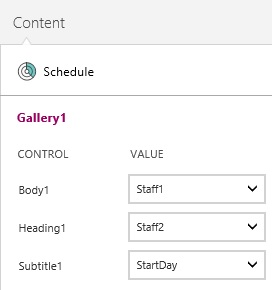 Content
Schedule
Gallery1
CONTROL VALUE
Body1 Staff1
Heading1 Staff2
Subtitle1 StartDay